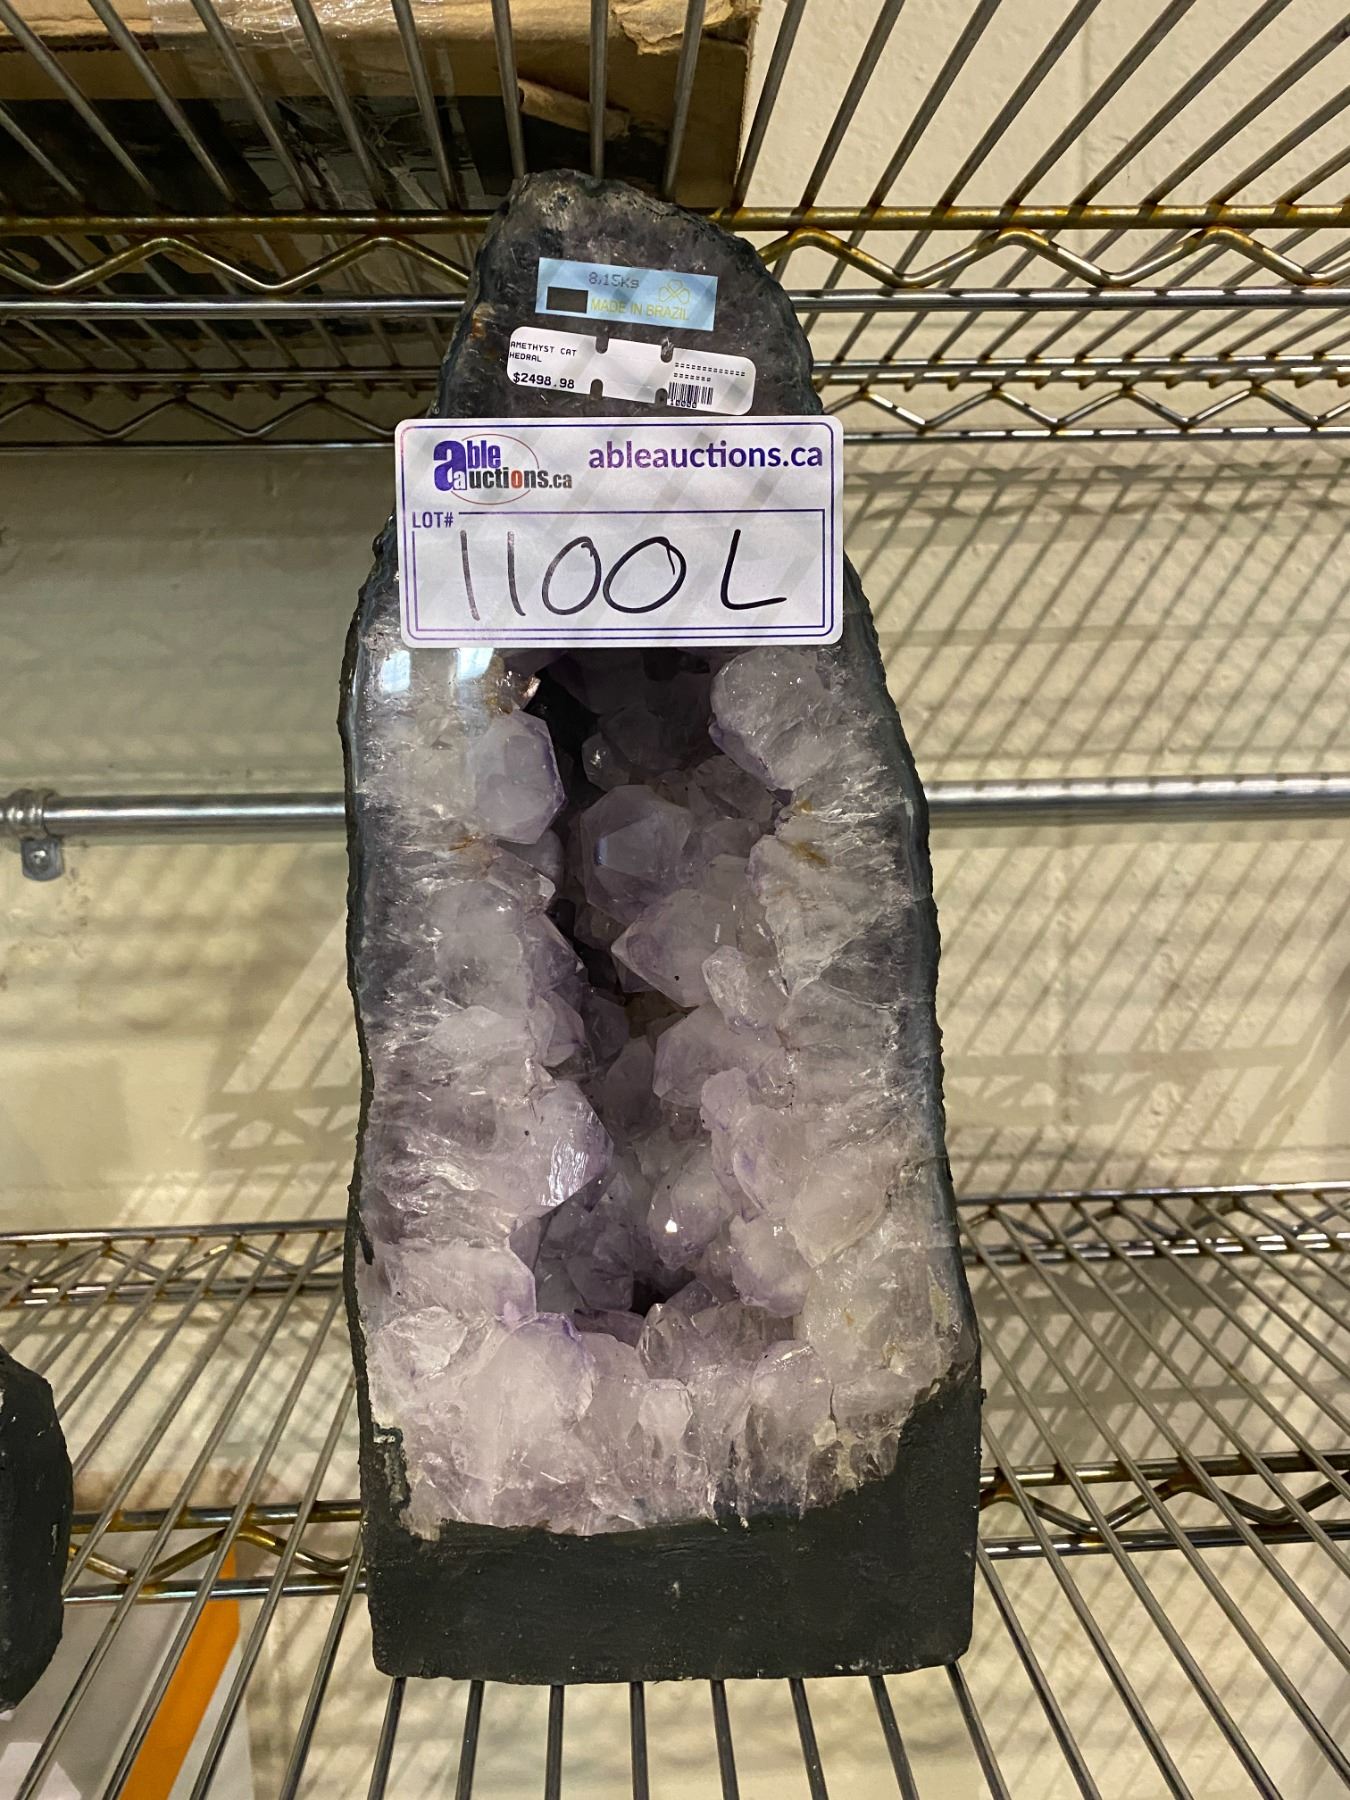 8,15Kg
MADE IN BRAZIL
AMETHYST CAT
HEDRAL
$2498.98
able auctions.ca
ableauctions.ca
LOT#
1100L